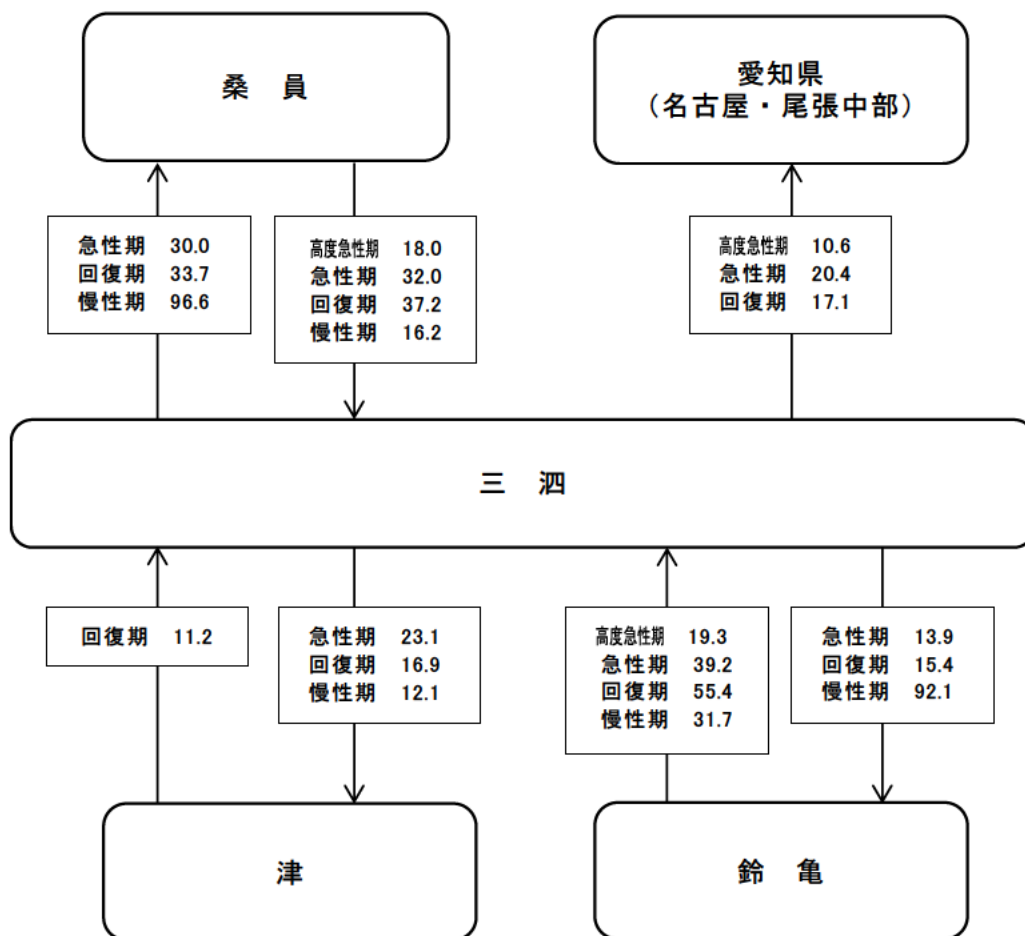 桑　員
愛知県
（名古屋・尾張中部）
急性期　30.0
回復期　33.7
慢性期　96.6
高度急性期　18.0
急性期　32.0
回復期　37.2
慢性期　16.2
高度急性期　10.6
急性期　20.4
回復期　17.1
三　泗
回復期　11.2
急性期　23.1
回復期　16.9
慢性期　12.1
高度急性期　19.3
急性期　39.2
回復期　55.4
慢性期　31.7
急性期　13.9
回復期　15.4
慢性期　92.1
津
鈴　亀